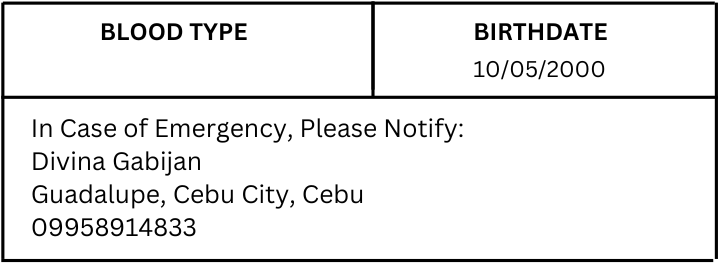 BLOOD TYPE
BIRTHDATE
10/05/2000
In Case of Emergency, Please Notify:
Divina Gabijan
Guadalupe, Cebu City, Cebu
09958914833